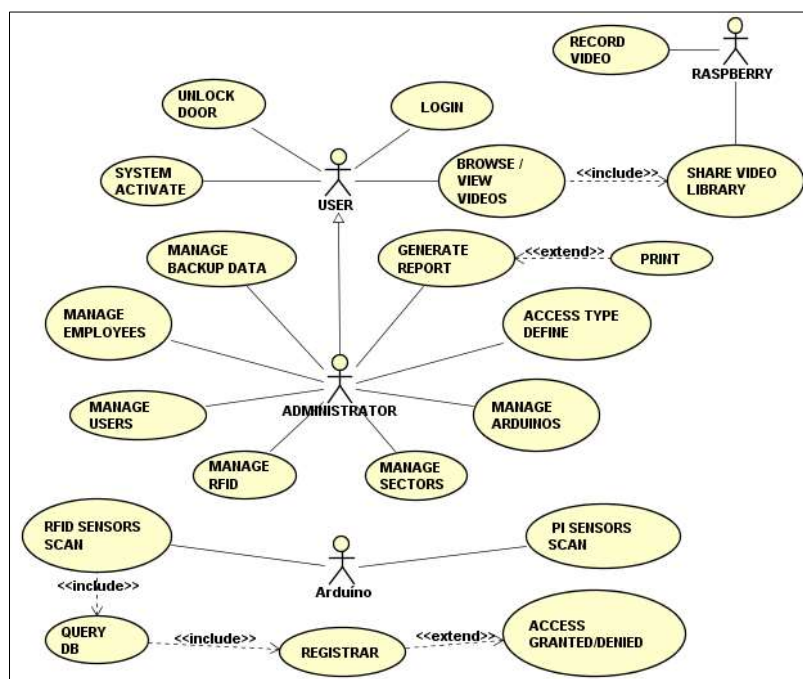 RECORD
VIDEO
RASPBERRY
UNLOCK
DOOR
LOGIN
SYSTEM
ACTIVATE
USER
BROWSE /
VIEW
VIDEOS
<<include>>
SHARE VIDEO
LIBRARY
MANAGE
BACKUP DATA
GENERATE
REPORT
<<extend>>
PRINT
MANAGE
EMPLOYEES
ACCESS TYPE
DEFINE
ADMINISTRATOR
MANAGE
USERS
MANAGE
ARDUINOS
MANAGE
RFID
MANAGE
SECTORS
RFID SENSORS
SCAN
PI SENSORS
SCAN
Arduíno
<<include>>
QUERY
DB
<<include>>
REGISTRAR
<<extend>>
ACCESS
GRANTED/DENIED